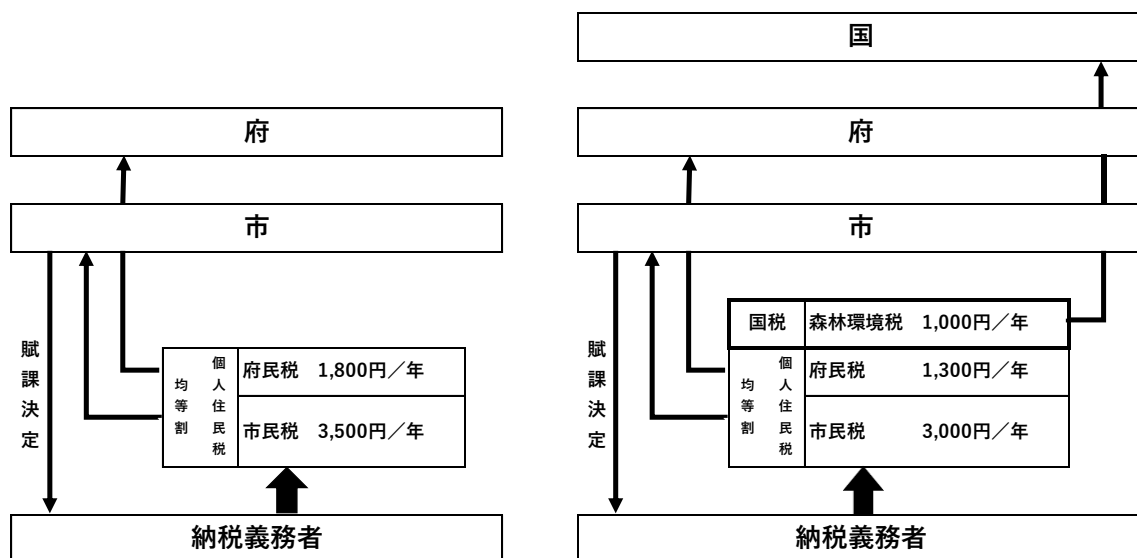 府
市
賦課決定
個人住民税
均等割
府民税 1,800円／年
市民税 3,500円／年
納税義務者
国
府
市
賦課決定
国税 森林環境税 1,000円／年
個人住民税
均等割
府民税 1,300円／年
市民税 3,000円／年
納税義務者